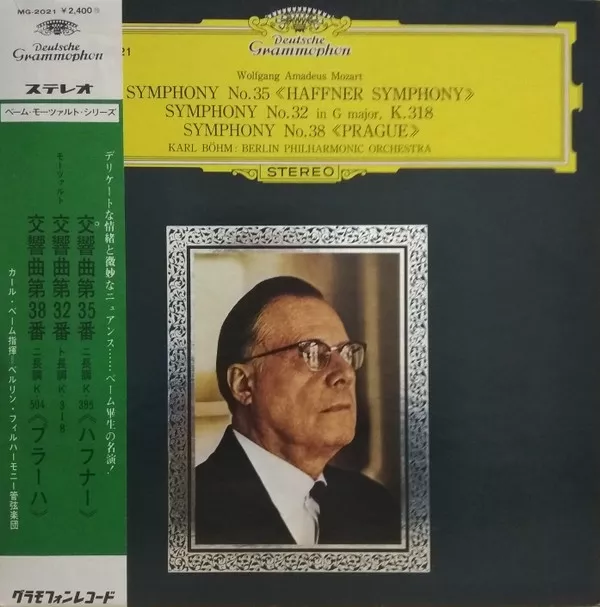 MG-2021 ¥2,400
Deutsche
Grammophon
ステレオ
ベーム・モーツァルト・シリーズ
デリケートな情緒と微妙なニュアンス……ベーム畢生の名演!
モーツァルト
交響曲第35番 ニ長調 K 385《ハフナー》
交響曲第32番 ト長調 K 318
交響曲第38番 ニ長調 K 504《プラーハ》
カール・ベーム指揮=ベルリン・フィルハーモニー管弦楽団
グラモフォンレコード
21
Deutsche
Grammophon
Wolfgang Amadeus Mozart
SYMPHONY No.35《HAFFNER SYMPHONY》
SYMPHONY No.32 in G major, K.318
SYMPHONY No.38《PRAGUE》
KARL BÖHM: BERLIN PHILHARMONIC ORCHESTRA
STEREO